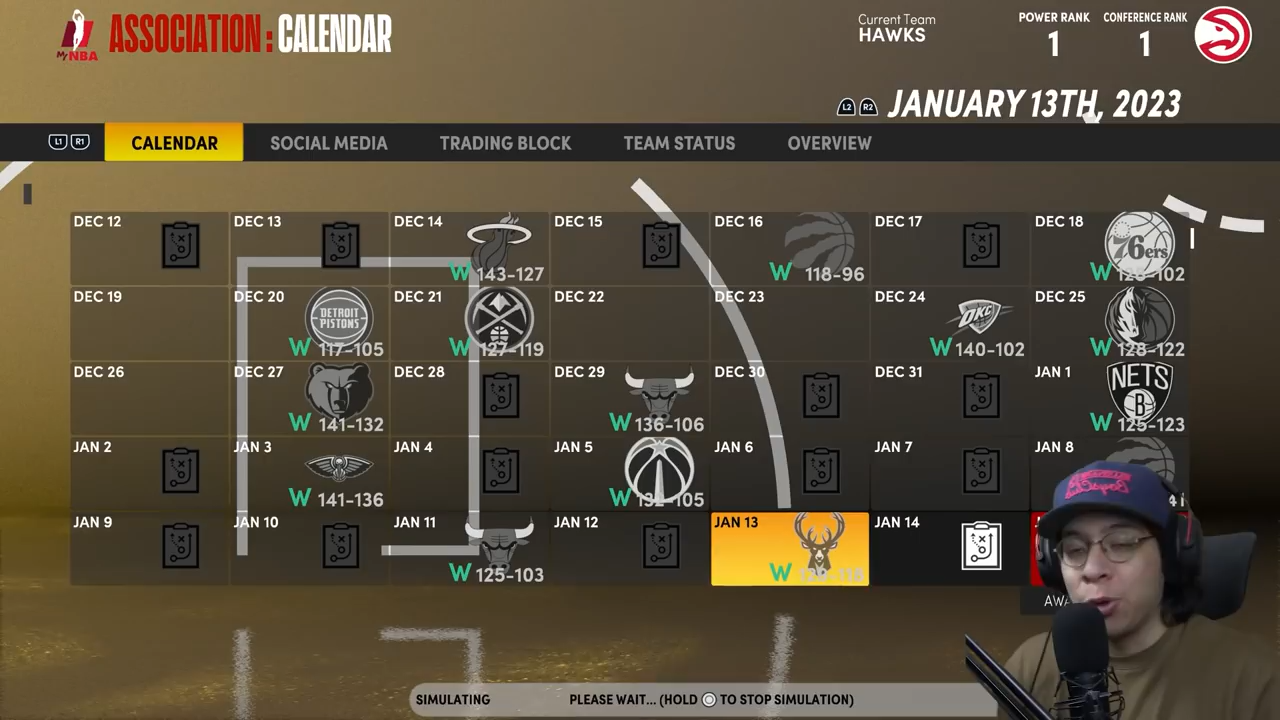 MyNBA
ASSOCIATION : CALENDAR
Current Team
HAWKS
POWER RANK
1
CONFERENCE RANK
1
L2 R2 JANUARY 13TH, 2023
L1 R1 CALENDAR SOCIAL MEDIA TRADING BLOCK TEAM STATUS OVERVIEW
DEC 12 DEC 13 DEC 14 DEC 15 DEC 16 DEC 17 DEC 18
76ers
W 143-127 W 118-96 W
DEC 19 DEC 20 DEC 21 DEC 22 DEC 23 DEC 24 DEC 25
DETROIT
PISTONS
OKC
W 117-105 W 127-119 W 140-102 W 128-122
DEC 26 DEC 27 DEC 28 DEC 29 DEC 30 DEC 31 JAN 1
NETS
B
W 141-132 W 136-106 W 125-123
JAN 2 JAN 3 JAN 4 JAN 5 JAN 6 JAN 7 JAN 8
W 141-136 W 132-105
JAN 9 JAN 10 JAN 11 JAN 12 JAN 13 JAN 14
W 125-103 W
SIMULATING PLEASE WAIT... (HOLD TO STOP SIMULATION)